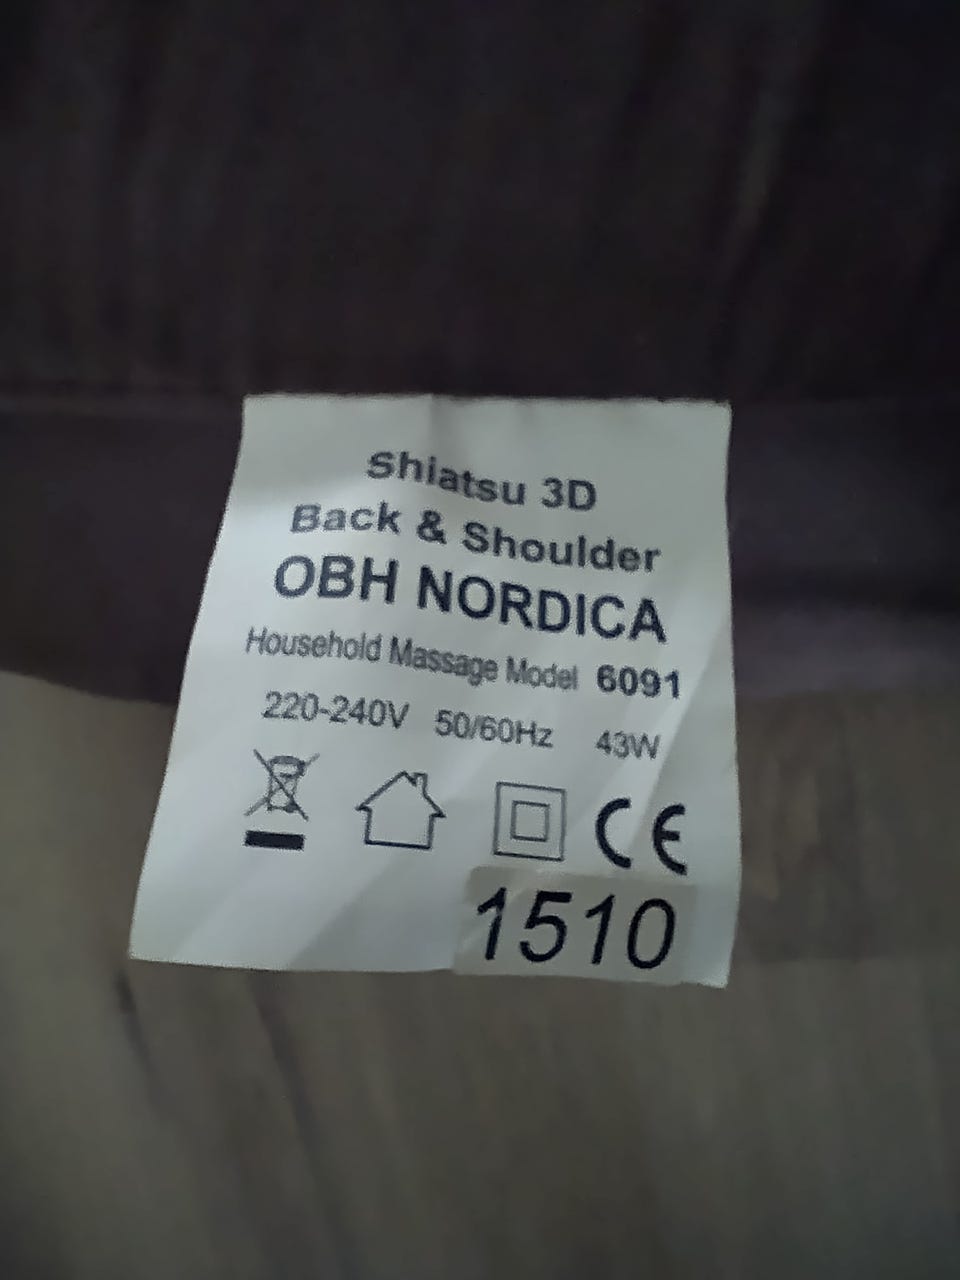 Shiatsu 3D
Back & Shoulder
OBH NORDICA
Household Massage Model 6091
220-240V 50/60Hz 43W
CE
1510